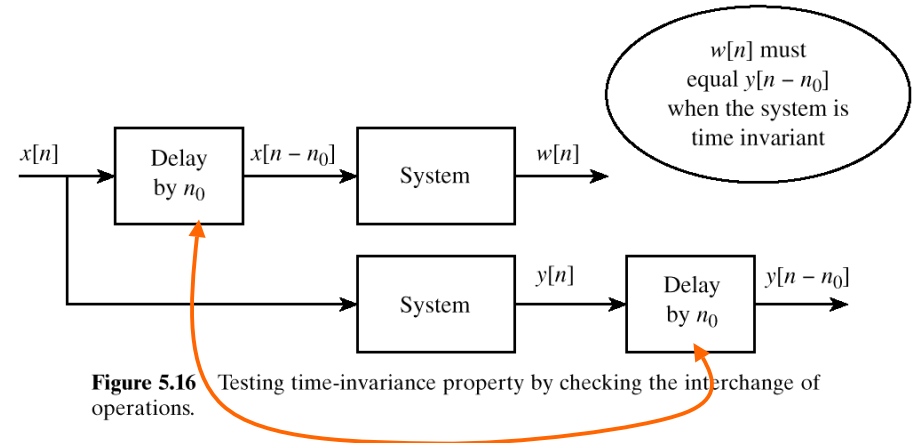 w[n] must
equal y[n − n₀]
when the system is
time invariant
x[n]
Delay
by n₀
x[n − n₀]
System
w[n]
System
y[n]
Delay
by n₀
y[n − n₀]
Figure 5.16 Testing time-invariance property by checking the interchange of
operations.